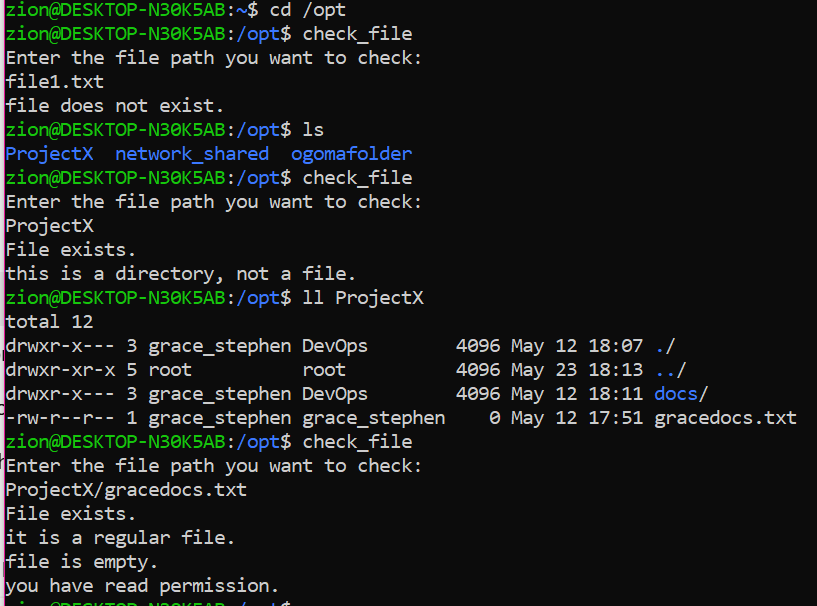 zion@DESKTOP-N30K5AB:~$ cd /opt
zion@DESKTOP-N30K5AB:/opt$ check_file
Enter the file path you want to check:
file1.txt
file does not exist.
zion@DESKTOP-N30K5AB:/opt$ ls
ProjectX  network_shared  ogomafolder
zion@DESKTOP-N30K5AB:/opt$ check_file
Enter the file path you want to check:
ProjectX
File exists.
this is a directory, not a file.
zion@DESKTOP-N30K5AB:/opt$ ll ProjectX
total 12
drwxr-x--- 3 grace_stephen DevOps        4096 May 12 18:07 ./
drwxr-xr-x 5 root          root          4096 May 23 18:13 ../
drwxr-x--- 3 grace_stephen DevOps        4096 May 12 18:11 docs/
-rw-r--r-- 1 grace_stephen grace_stephen    0 May 12 17:51 gracedocs.txt
zion@DESKTOP-N30K5AB:/opt$ check_file
Enter the file path you want to check:
ProjectX/gracedocs.txt
File exists.
it is a regular file.
file is empty.
you have read permission.